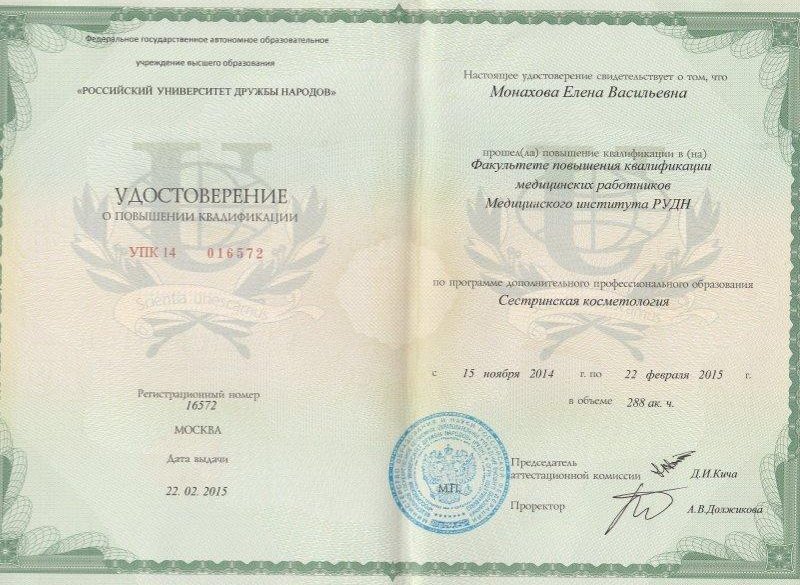 Федеральное государственное автономное образовательное
учреждение высшего образования
«РОССИЙСКИЙ УНИВЕРСИТЕТ ДРУЖБЫ НАРОДОВ»
УДОСТОВЕРЕНИЕ
О ПОВЫШЕНИИ КВАЛИФИКАЦИИ
УПК 14 016572
Scientia unescamus
Регистрационный номер
16572
МОСКВА
Дата выдачи
22. 02. 2015
Настоящее удостоверение свидетельствует о том, что
Монахова Елена Васильевна
прошел(ла) повышение квалификации в (на)
Факультете повышения квалификации
медицинских работников
Медицинского института РУДН
по программе дополнительного профессионального образования
Сестринская косметология
с 15 ноября 2014 г. по 22 февраля 2015 г.
в объеме 288 ак. ч.
М.П.
Председатель
аттестационной комиссии Д.И.Кича
Проректор А.В.Должикова